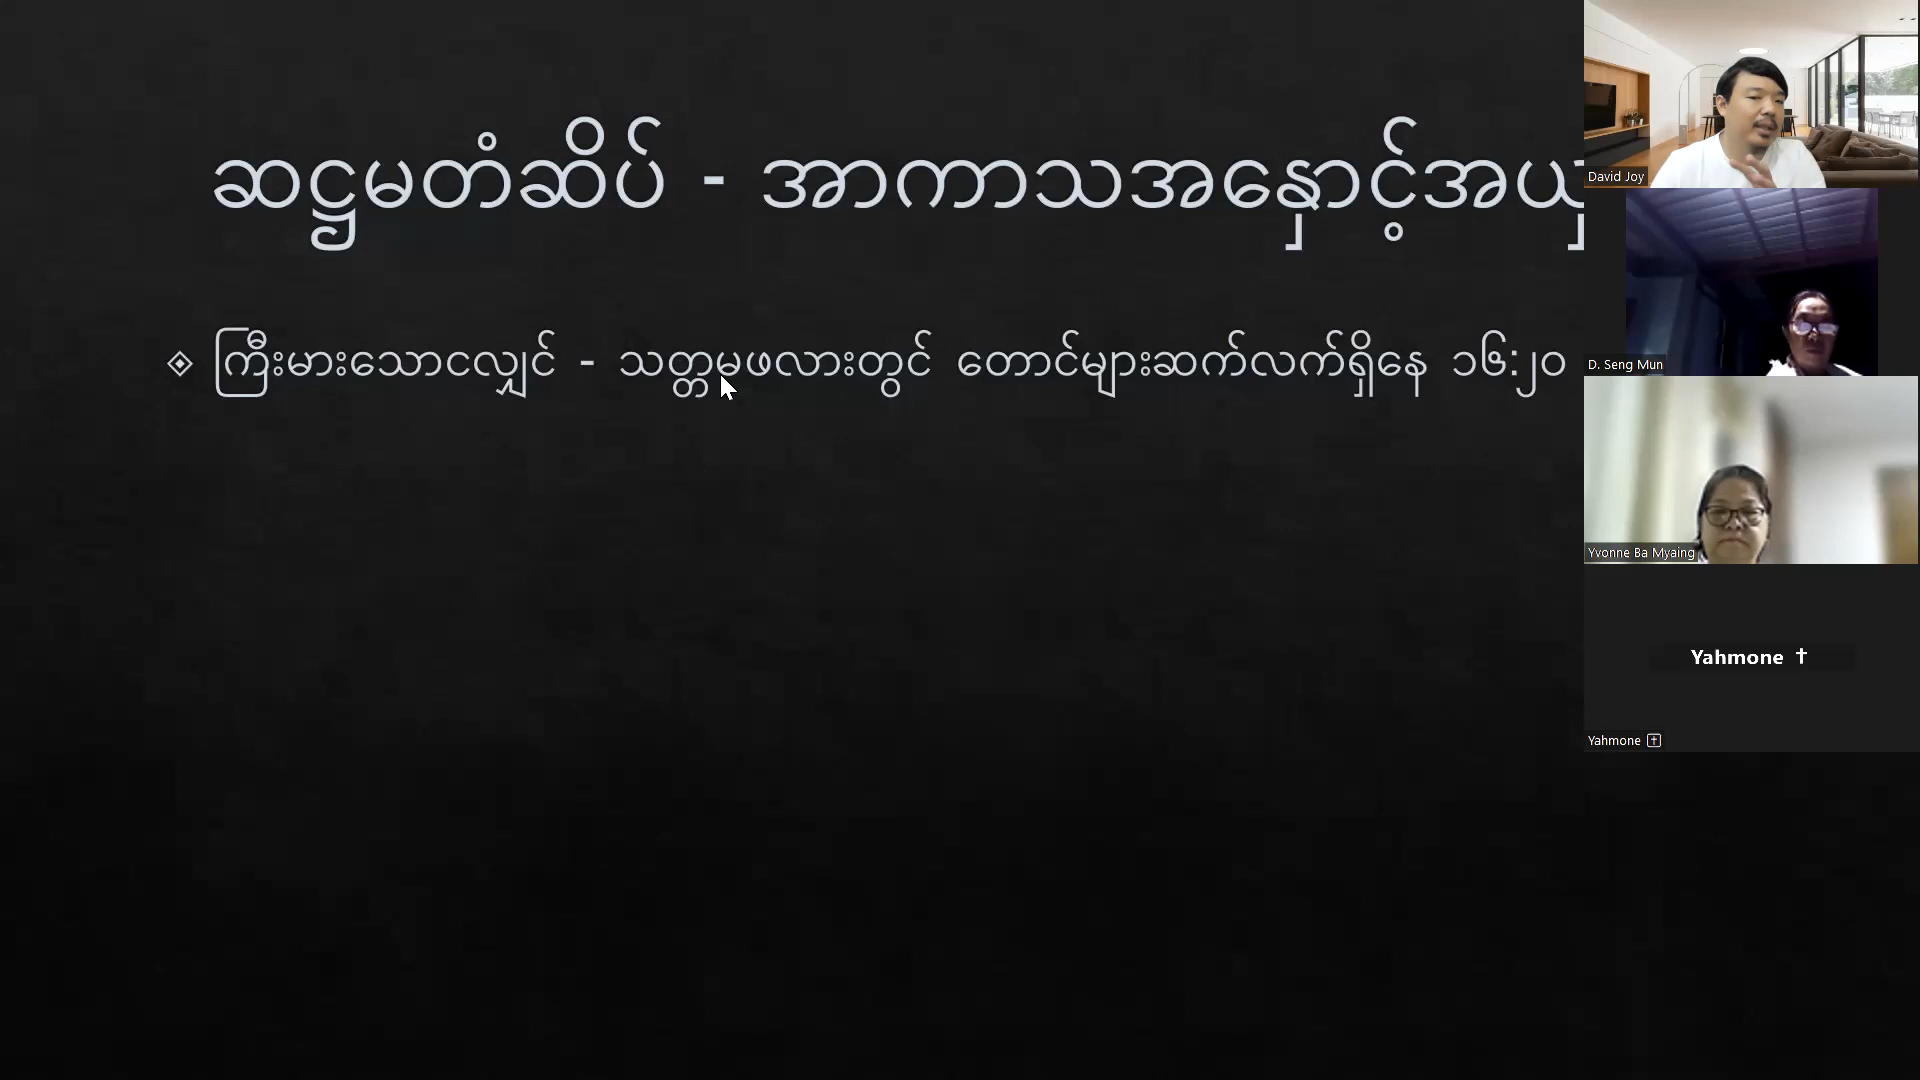 ဆဋ္ဌမတံဆိပ် - အာကာသအနှောင့်အယှ
ကြီးမားသောငလျှင် - သတ္တမဖလားတွင် တောင်များဆက်လက်ရှိနေ ၁၆:၂၀
David Joy
D. Seng Mun
Yvonne Ba Myaing
Yahmone ✝
Yahmone ✝